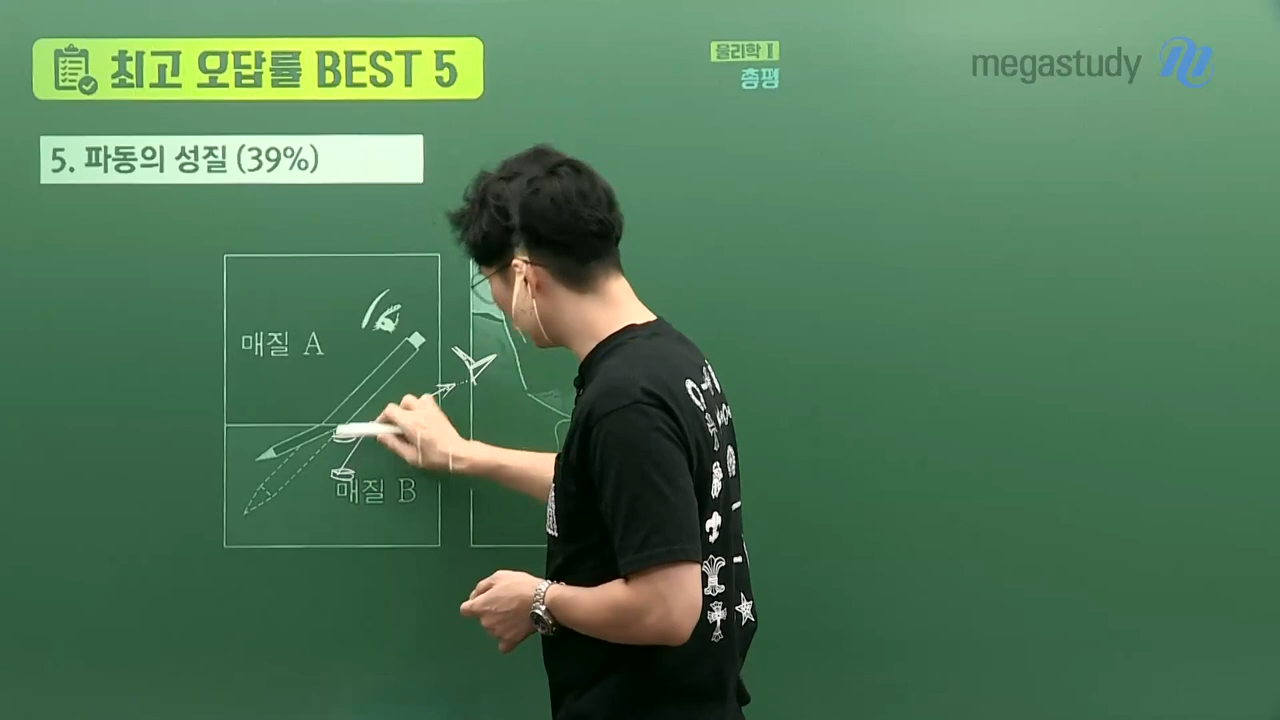 최고 오답률 BEST 5
물리학 Ⅱ
총평
megastudy
5. 파동의 성질 (39%)
매질 A
매질 B